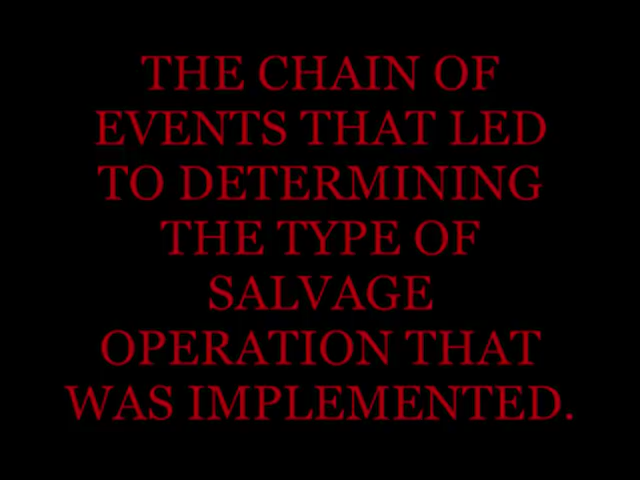 THE CHAIN OF
EVENTS THAT LED
TO DETERMINING
THE TYPE OF
SALVAGE
OPERATION THAT
WAS IMPLEMENTED.